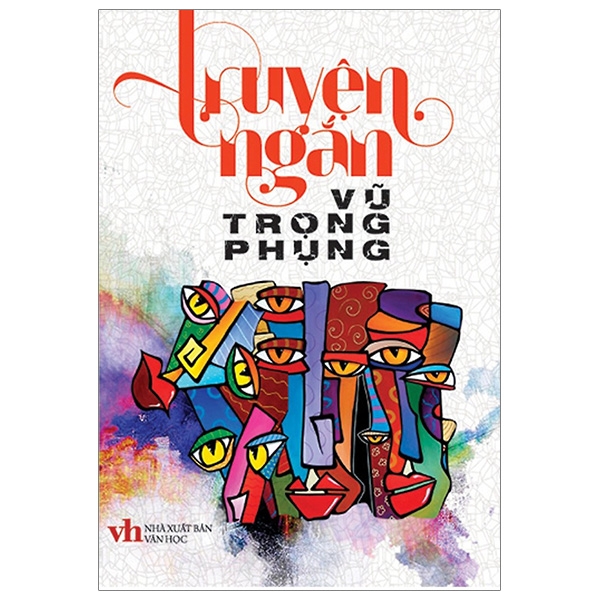 truyện
ngắn
VŨ
TRỌNG
PHỤNG
vh NHÀ XUẤT BẢN
VĂN HỌC